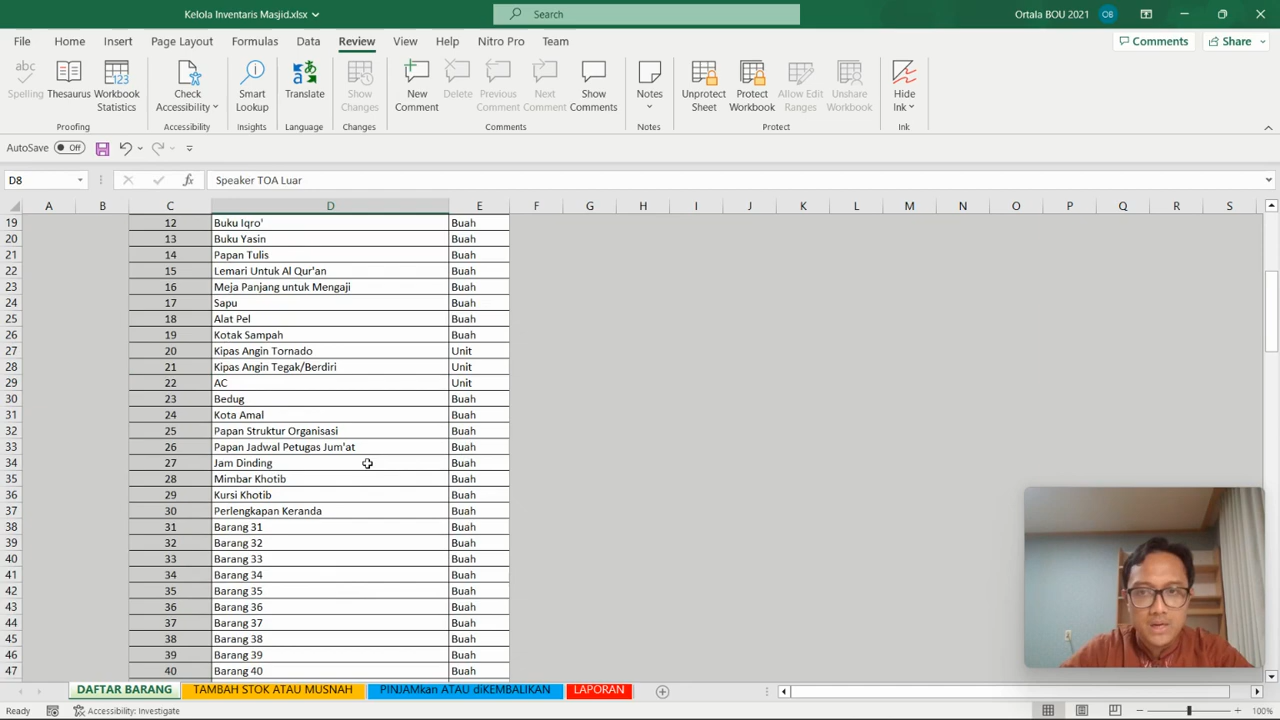 Kelola Inventaris Masjid.xlsx
Search
Ortala BOU 2021
OB
File Home Insert Page Layout Formulas Data Review View Help Nitro Pro Team
Comments
Share
Spelling
Thesaurus
Workbook Statistics
Check Accessibility
Smart Lookup
Translate
Show Changes
New Comment
Delete
Previous Comment
Next Comment
Show Comments
Notes
Unprotect Sheet
Protect Workbook
Allow Edit Ranges
Unshare Workbook
Hide Ink
Proofing
Accessibility
Insights
Language
Changes
Comments
Notes
Protect
Ink
AutoSave Off
D8
fx
Speaker TOA Luar
A B C D E F G H I J K L M N O P Q R S
19 12 Buku Iqro' Buah
20 13 Buku Yasin Buah
21 14 Papan Tulis Buah
22 15 Lemari Untuk Al Qur'an Buah
23 16 Meja Panjang untuk Mengaji Buah
24 17 Sapu Buah
25 18 Alat Pel Buah
26 19 Kotak Sampah Buah
27 20 Kipas Angin Tornado Unit
28 21 Kipas Angin Tegak/Berdiri Unit
29 22 AC Unit
30 23 Bedug Buah
31 24 Kota Amal Buah
32 25 Papan Struktur Organisasi Buah
33 26 Papan Jadwal Petugas Jum'at Buah
34 27 Jam Dinding Buah
35 28 Mimbar Khotib Buah
36 29 Kursi Khotib Buah
37 30 Perlengkapan Keranda Buah
38 31 Barang 31 Buah
39 32 Barang 32 Buah
40 33 Barang 33 Buah
41 34 Barang 34 Buah
42 35 Barang 35 Buah
43 36 Barang 36 Buah
44 37 Barang 37 Buah
45 38 Barang 38 Buah
46 39 Barang 39 Buah
47 40 Barang 40 Buah
DAFTAR BARANG
TAMBAH STOK ATAU MUSNAH
PINJAMkan ATAU diKEMBALIKAN
LAPORAN
Ready
Accessibility: Investigate
100%